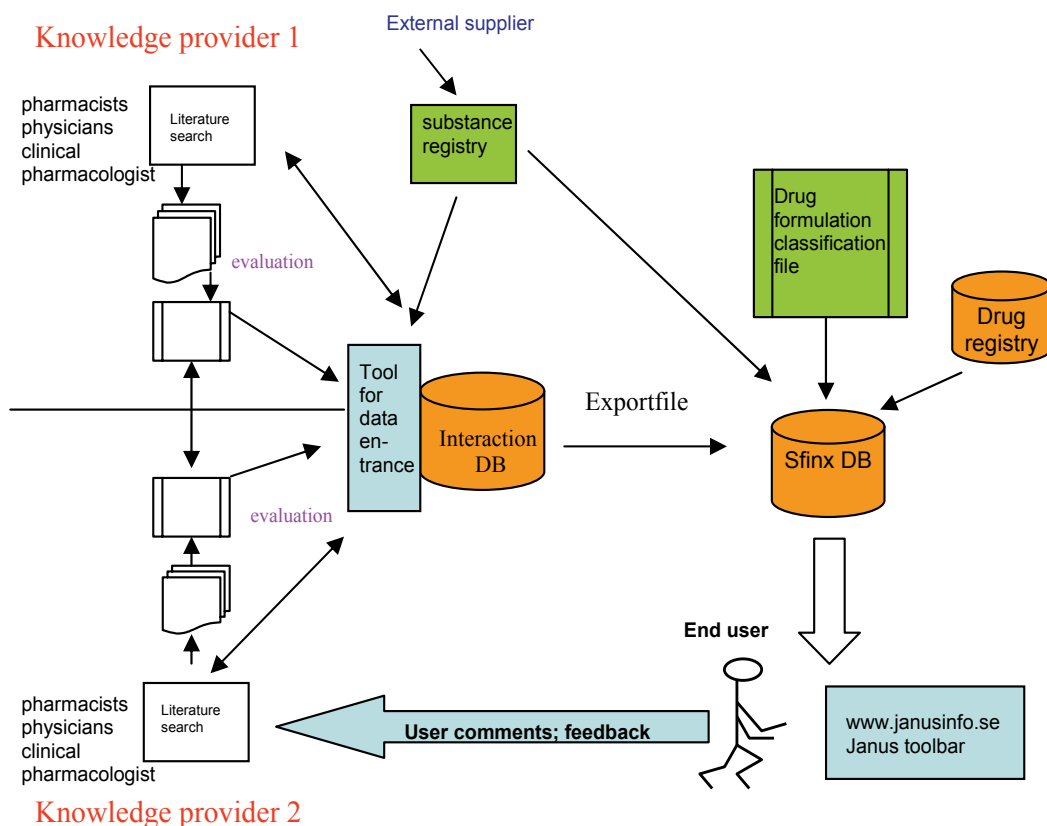 Knowledge provider 1
External supplier
pharmacists
physicians
clinical
pharmacologist
Literature
search
substance
registry
Drug
formulation
classification
file
evaluation
Drug
registry
Tool
for
data
en-
trance
Interaction
DB
Exportfile
Sfinx DB
evaluation
End user
pharmacists
physicians
clinical
pharmacologist
Literature
search
User comments; feedback
www.janusinfo.se
Janus toolbar
Knowledge provider 2